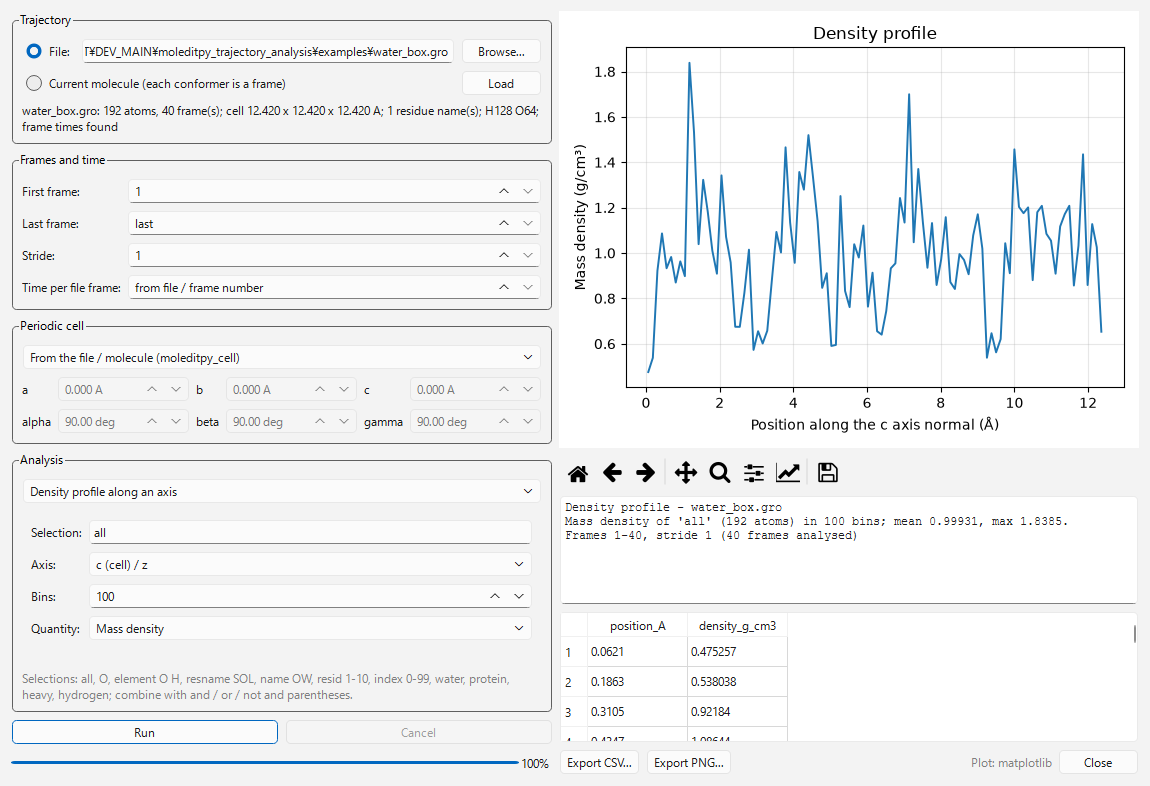 Trajectory
File: T¥DEV_MAIN¥moleditpy_trajectory_analysis¥examples¥water_box.gro Browse...
Current molecule (each conformer is a frame) Load
water_box.gro: 192 atoms, 40 frame(s); cell 12.420 x 12.420 x 12.420 A; 1 residue name(s); H128 O64;
frame times found
Frames and time
First frame: 1
Last frame: last
Stride: 1
Time per file frame: from file / frame number
Periodic cell
From the file / molecule (moleditpy_cell)
a 0.000 A b 0.000 A c 0.000 A
alpha 90.00 deg beta 90.00 deg gamma 90.00 deg
Analysis
Density profile along an axis
Selection: all
Axis: c (cell) / z
Bins: 100
Quantity: Mass density
Selections: all, O, element O H, resname SOL, name OW, resid 1-10, index 0-99, water, protein,
heavy, hydrogen; combine with and / or / not and parentheses.
Run Cancel
100%
Density profile
Mass density (g/cm³)
1.8
1.6
1.4
1.2
1.0
0.8
0.6
0 2 4 6 8 10 12
Position along the c axis normal (Å)
Density profile - water_box.gro
Mass density of 'all' (192 atoms) in 100 bins; mean 0.99931, max 1.8385.
Frames 1-40, stride 1 (40 frames analysed)
position_A density_g_cm3
1 0.0621 0.475257
2 0.1863 0.538038
3 0.3105 0.92184
4 0.4347 1.08644
Export CSV... Export PNG... Plot: matplotlib Close